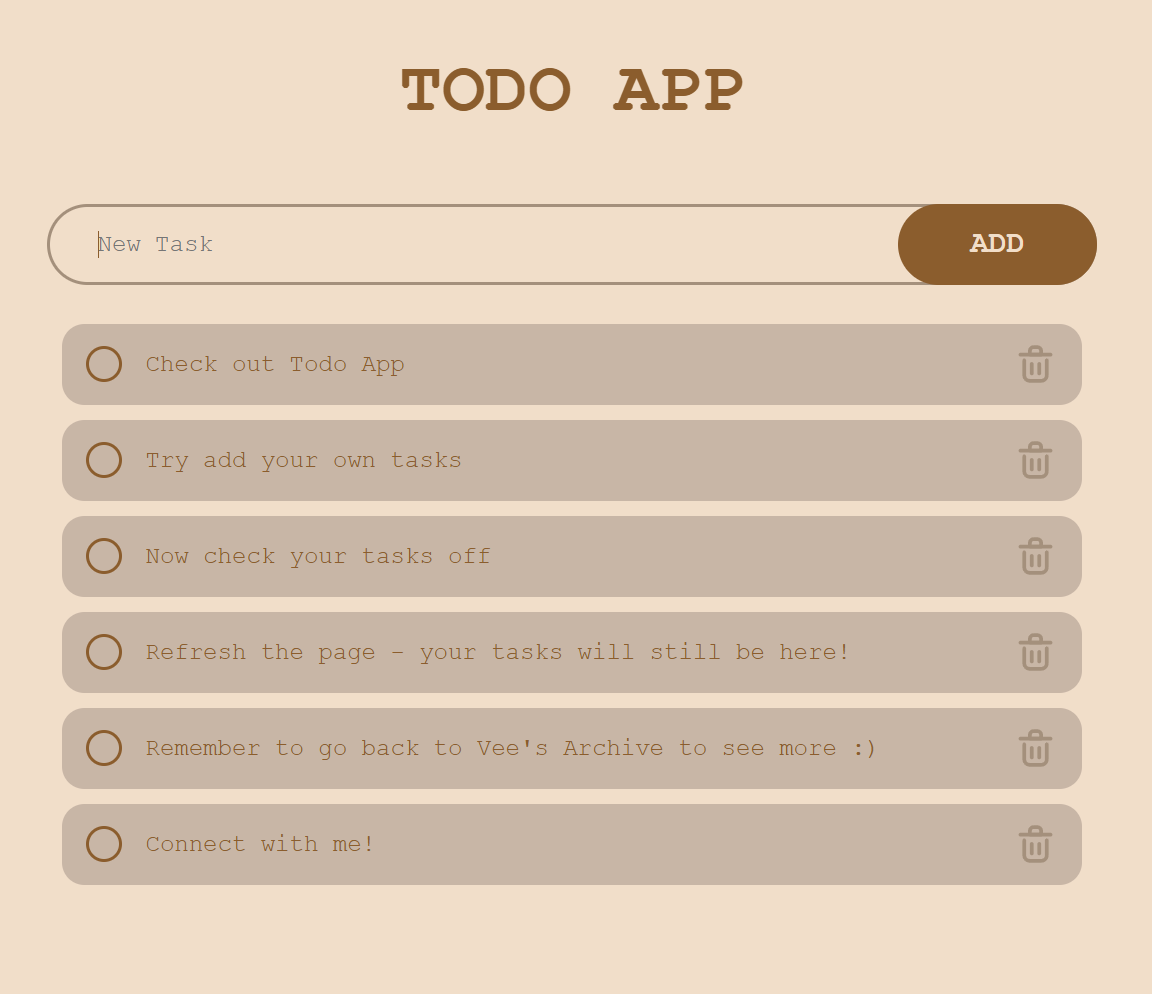 TODO APP
New Task
ADD
Check out Todo App
Try add your own tasks
Now check your tasks off
Refresh the page - your tasks will still be here!
Remember to go back to Vee's Archive to see more :)
Connect with me!